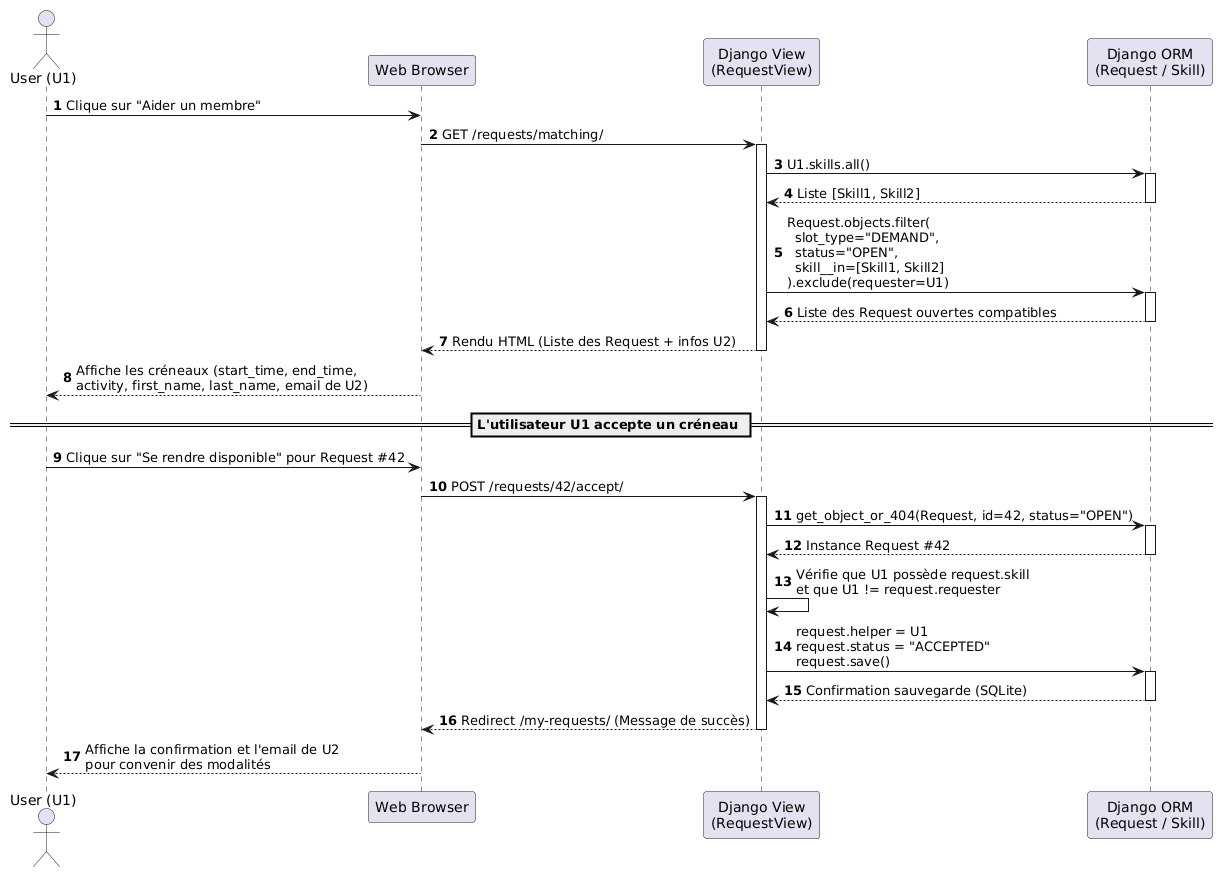 User (U1)
Web Browser
Django View
(RequestView)
Django ORM
(Request / Skill)
1 Clique sur "Aider un membre"
2 GET /requests/matching/
3 U1.skills.all()
4 Liste [Skill1, Skill2]
Request.objects.filter(
slot_type="DEMAND",
5 status="OPEN",
skill__in=[Skill1, Skill2]
).exclude(requester=U1)
6 Liste des Request ouvertes compatibles
7 Rendu HTML (Liste des Request + infos U2)
8 Affiche les créneaux (start_time, end_time,
activity, first_name, last_name, email de U2)
L'utilisateur U1 accepte un créneau
9 Clique sur "Se rendre disponible" pour Request #42
10 POST /requests/42/accept/
11 get_object_or_404(Request, id=42, status="OPEN")
12 Instance Request #42
13 Vérifie que U1 possède request.skill
et que U1 != request.requester
request.helper = U1
14 request.status = "ACCEPTED"
request.save()
15 Confirmation sauvegarde (SQLite)
16 Redirect /my-requests/ (Message de succès)
17 Affiche la confirmation et l'email de U2
pour convenir des modalités
User (U1)
Web Browser
Django View
(RequestView)
Django ORM
(Request / Skill)